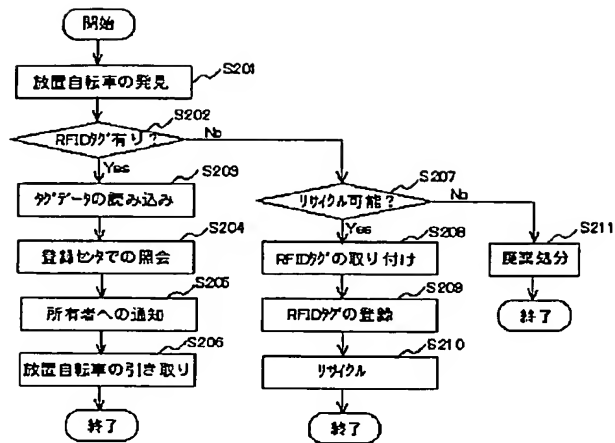 開始
放置自転車の発見
S201
S202
RFIDﾀｸﾞ有り？
No
Yes
S203
ﾀｸﾞデータの読み込み
S204
登録ｾﾝﾀでの照会
S205
所有者への通知
S206
放置自転車の引き取り
終了
S207
ﾘｻｲｸﾙ可能？
No
Yes
S208
RFIDﾀｸﾞの取り付け
S209
RFIDﾀｸﾞの登録
S210
ﾘｻｲｸﾙ
終了
S211
廃棄処分
終了